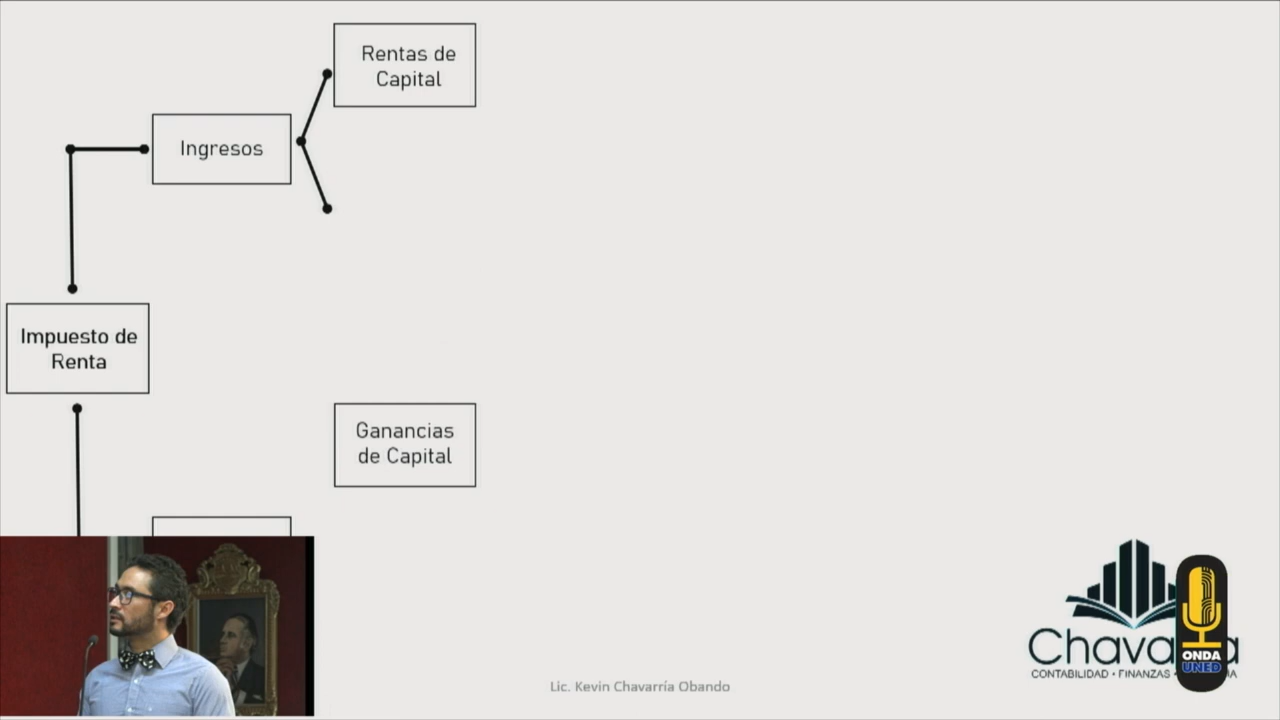 Rentas de
Capital
Ingresos
Impuesto de
Renta
Ganancias
de Capital
Lic. Kevin Chavarría Obando
CONTABILIDAD • FINANZAS
ONDA
UNED